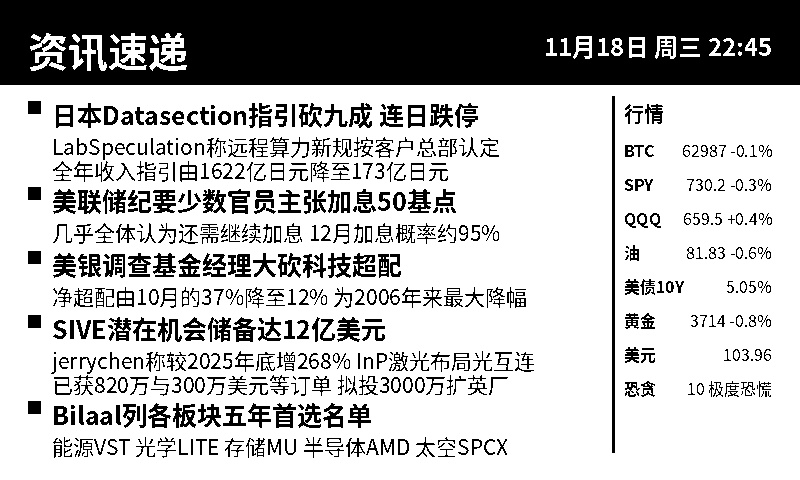 资讯速递
11月18日 周三 22:45
日本Datasection指引砍九成 连日跌停
LabSpeculation称远程算力新规按客户总部认定
全年收入指引由1622亿日元降至173亿日元
美联储纪要少数官员主张加息50基点
几乎全体认为还需继续加息 12月加息概率约95%
美银调查基金经理大砍科技超配
净超配由10月的37%降至12% 为2006年来最大降幅
SIVE潜在机会储备达12亿美元
jerrychen称较2025年底增268% InP激光布局光互连
已获820万与300万美元等订单 拟投3000万扩英厂
Bilaal列各板块五年首选名单
能源VST 光学LITE 存储MU 半导体AMD 太空SPCX
行情
BTC 62987 -0.1%
SPY 730.2 -0.3%
QQQ 659.5 +0.4%
油 81.83 -0.6%
美债10Y 5.05%
黄金 3714 -0.8%
美元 103.96
恐贪 10 极度恐慌